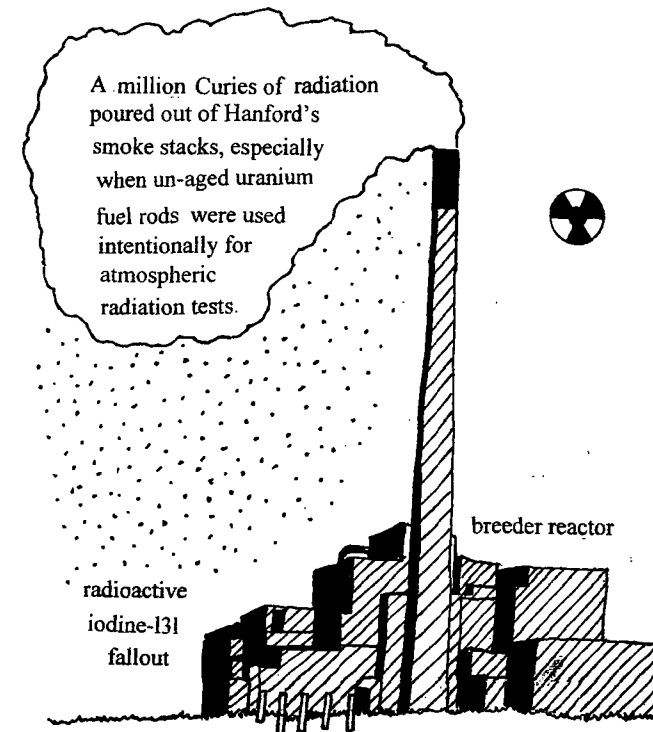 A million Curies of radiation
poured out of Hanford's
smoke stacks, especially
when un-aged uranium
fuel rods were used
intentionally for
atmospheric
radiation tests.
breeder reactor
radioactive
iodine-131
fallout